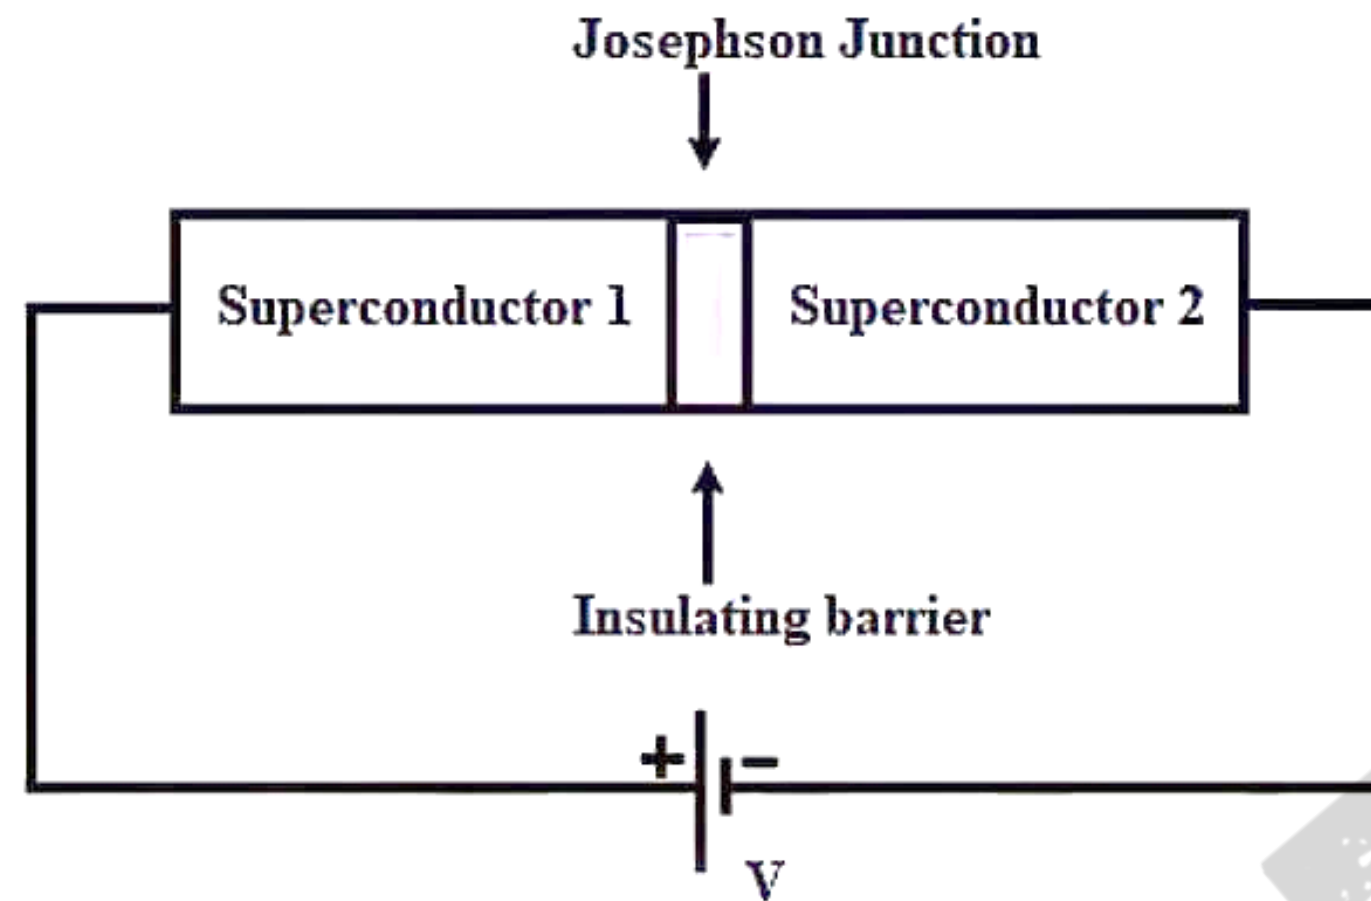 Josephson Junction
Superconductor 1
Superconductor 2
Insulating barrier
+ −
V